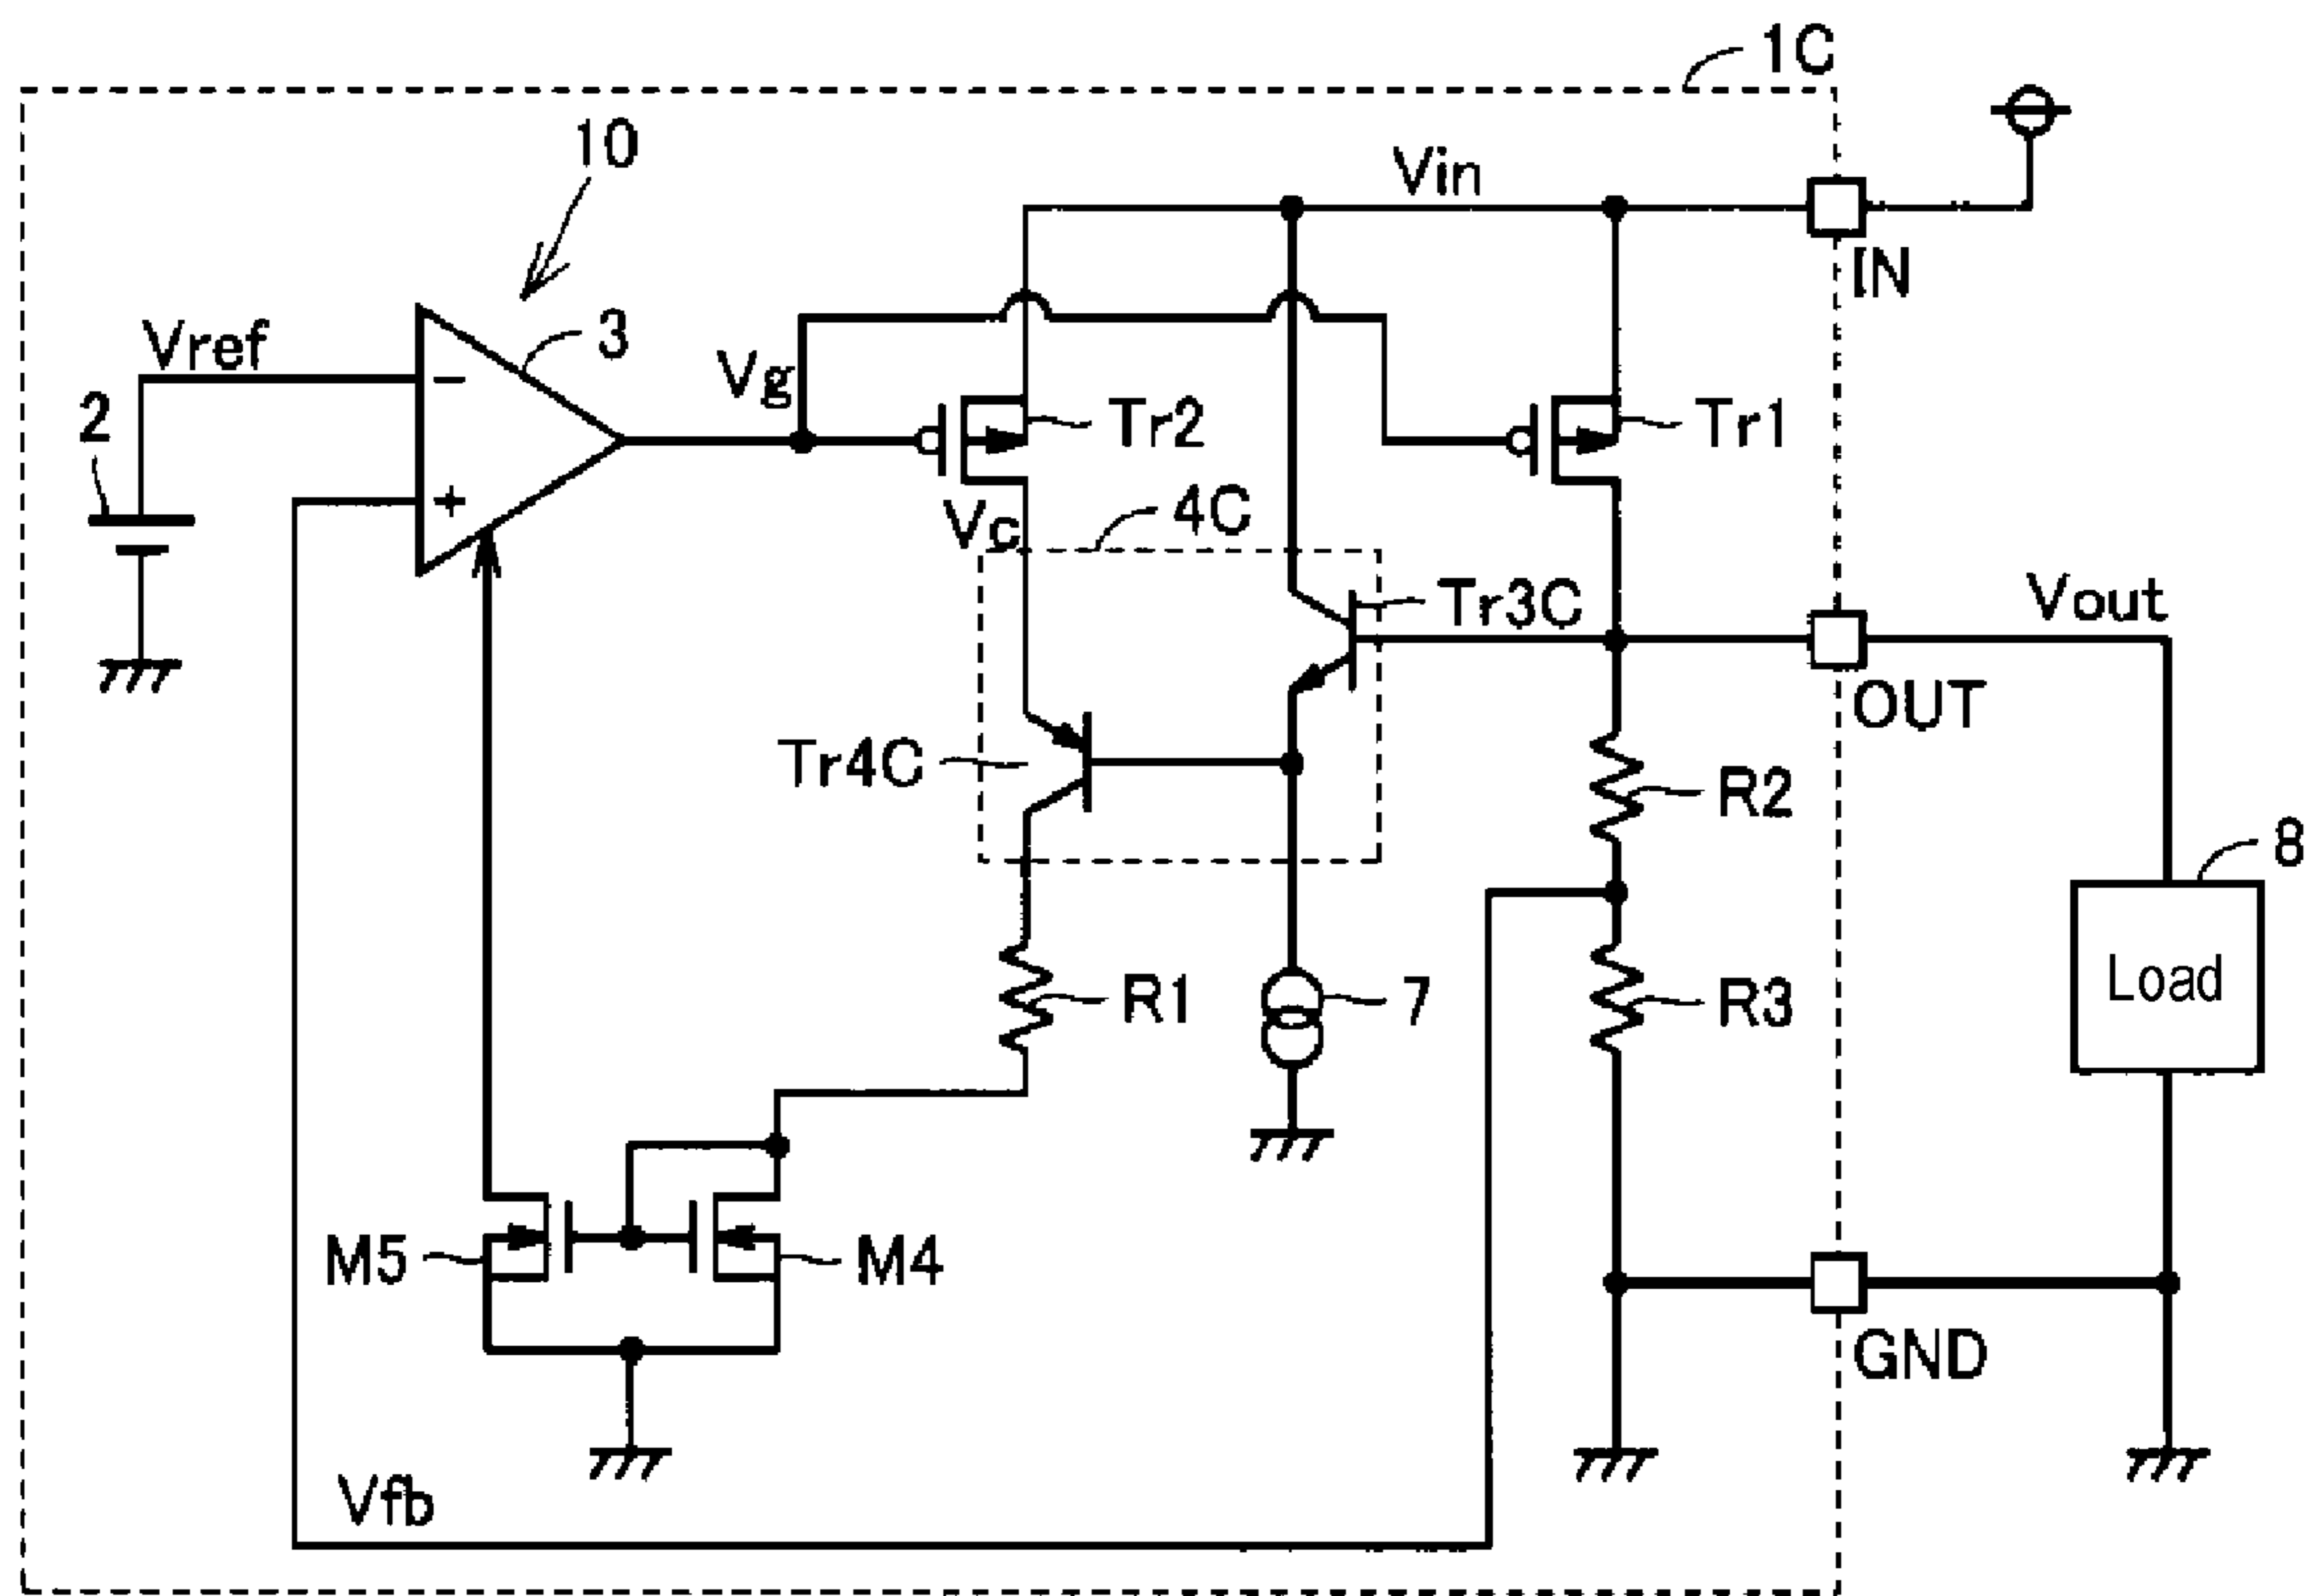 1C
10
Vin
IN
Vref
3
Vg
2
Tr2
Tr1
−
+
Vc
4C
Tr3C
Vout
OUT
Tr4C
R2
8
R1
7
R3
Load
M5
M4
GND
Vfb